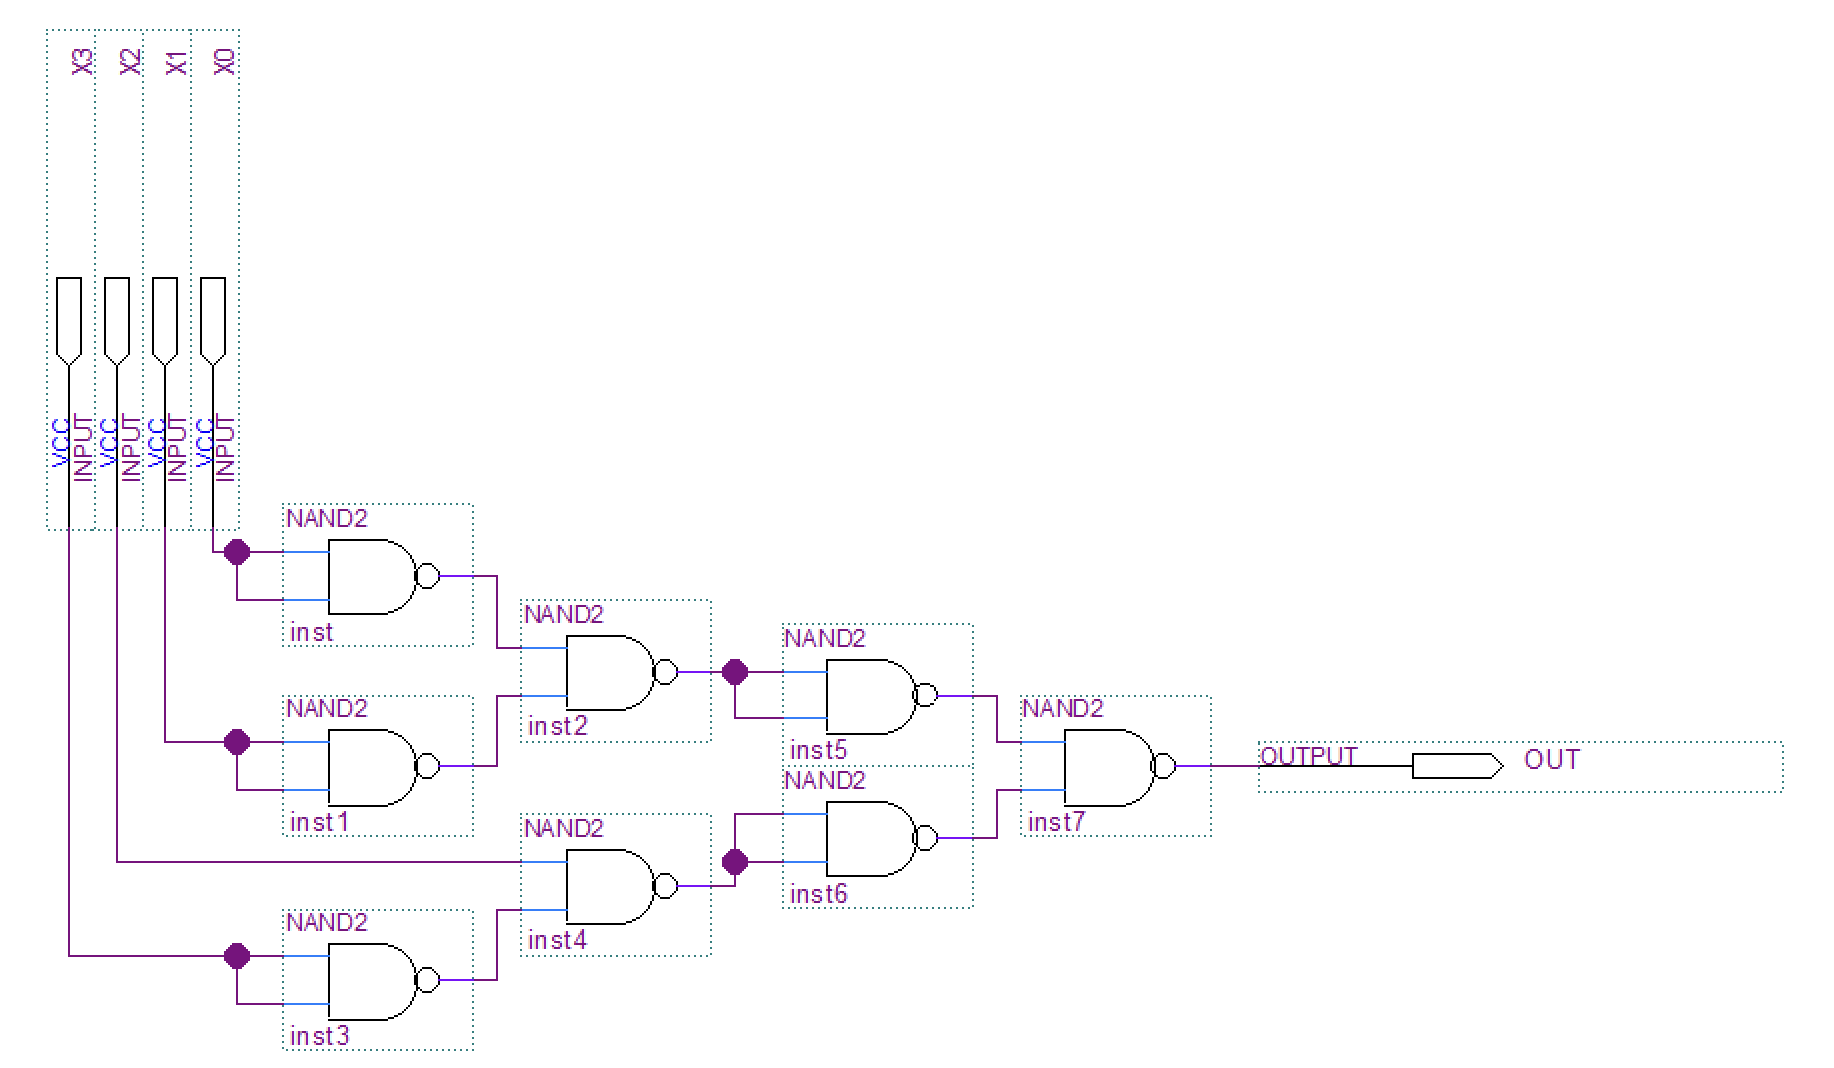 X3
X2
X1
X0
VCC
INPUT
VCC
INPUT
VCC
INPUT
VCC
INPUT
NAND2
inst
NAND2
inst2
NAND2
inst5
NAND2
inst1
NAND2
inst7
OUTPUT
OUT
NAND2
inst6
NAND2
inst4
NAND2
inst3